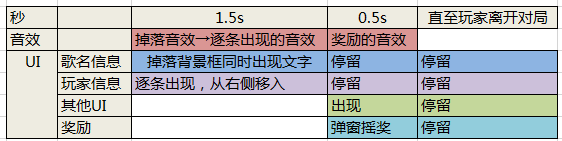 秒 1.5s 0.5s 直至玩家离开对局
音效 掉落音效→逐条出现的音效 奖励的音效
UI 歌名信息 掉落背景框同时出现文字 停留 停留
玩家信息 逐条出现，从右侧移入 停留 停留
其他UI 出现 停留
奖励 弹窗摇奖 停留